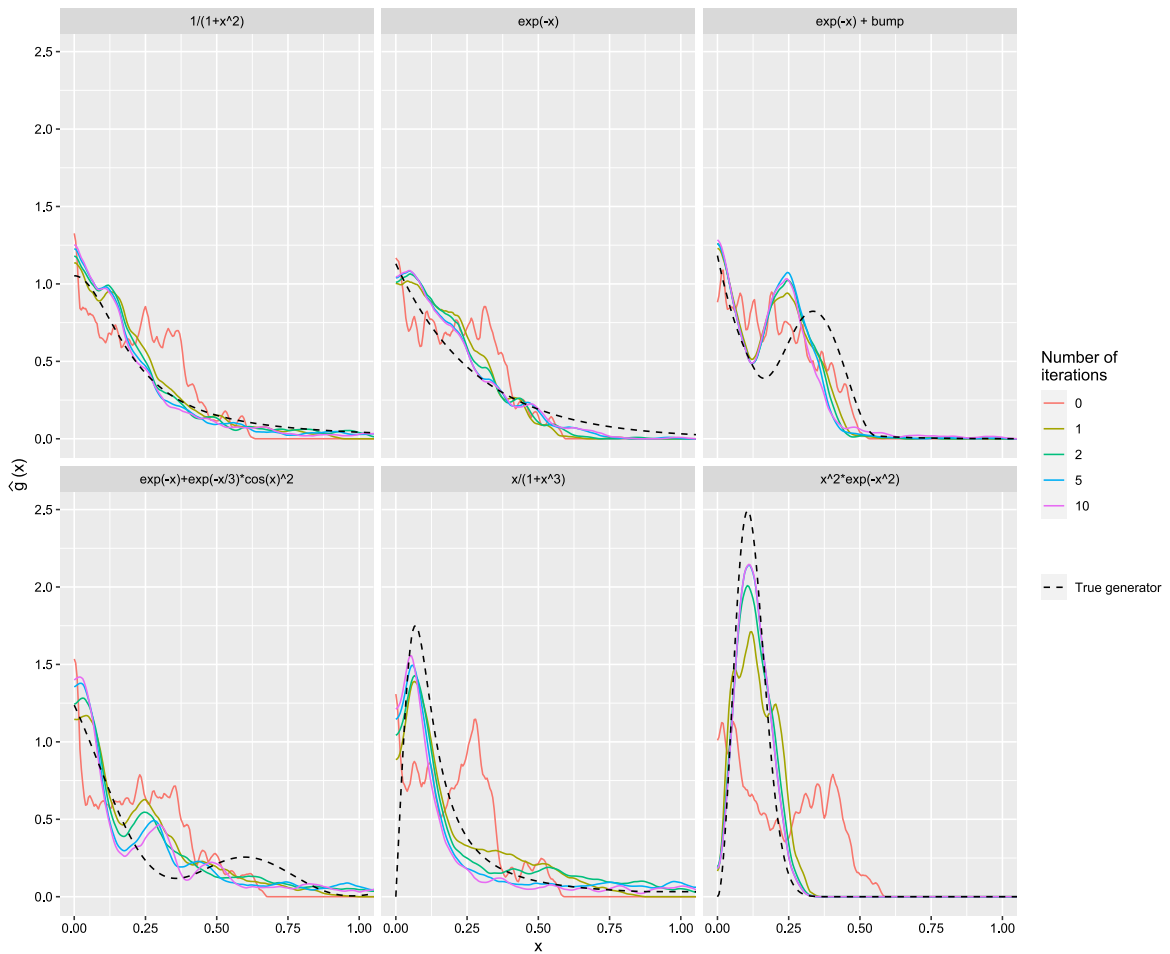 1/(1+x^2)
exp(-x)
exp(-x) + bump
2.5
2.0
1.5
1.0
0.5
0.0
exp(-x)+exp(-x/3)*cos(x)^2
x/(1+x^3)
x^2*exp(-x^2)
2.5
2.0
1.5
1.0
0.5
0.0
0.00 0.25 0.50 0.75 1.00
0.00 0.25 0.50 0.75 1.00
0.00 0.25 0.50 0.75 1.00
x
ĝ (x)
Number of
iterations
0
1
2
5
10
True generator